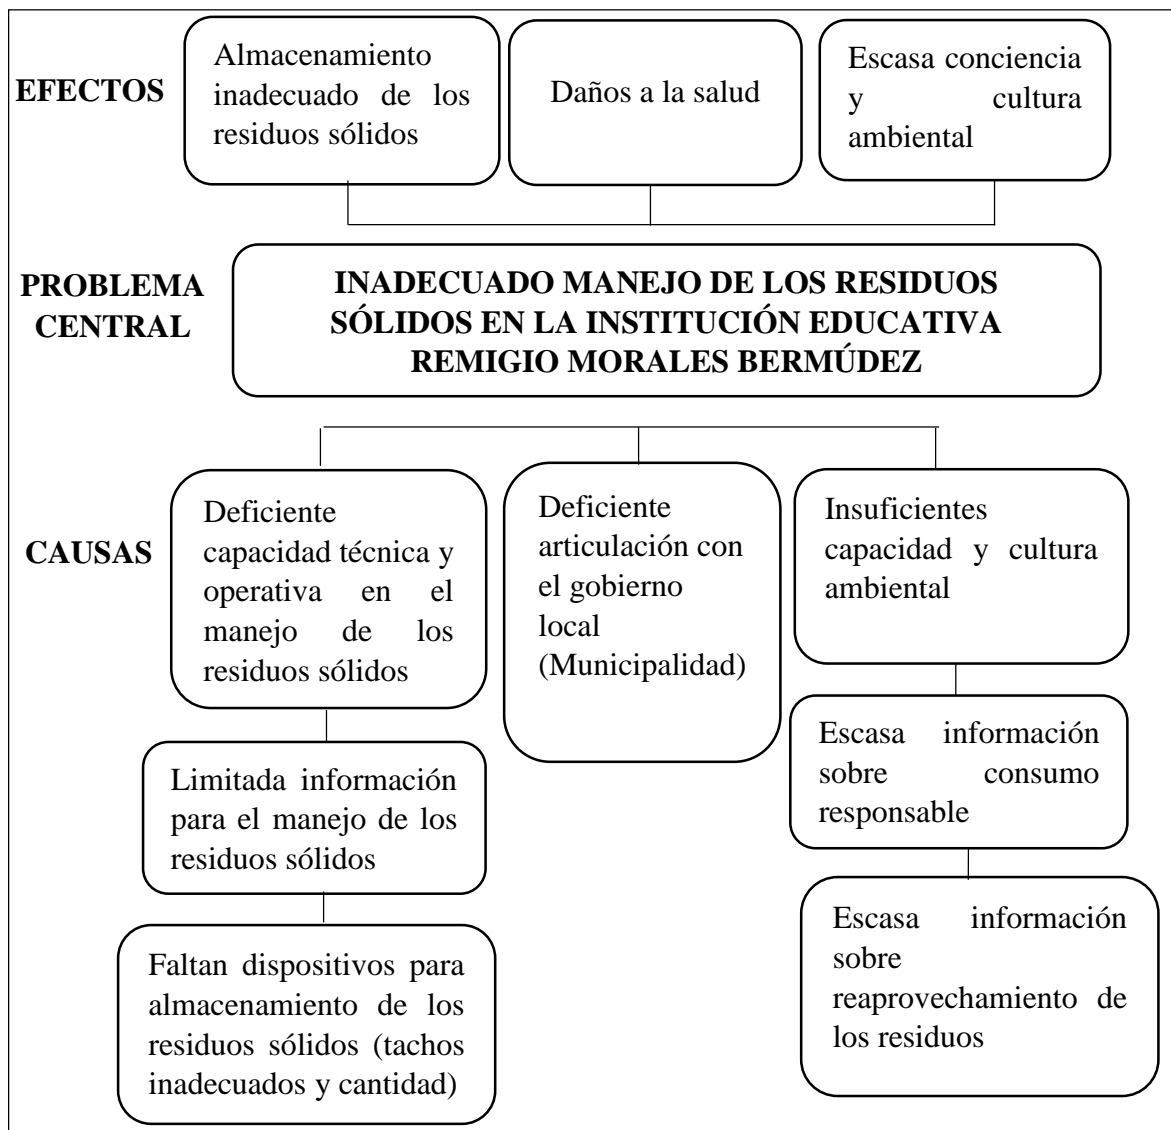 EFECTOS
Almacenamiento
inadecuado de los
residuos sólidos
Daños a la salud
Escasa conciencia
y cultura
ambiental
PROBLEMA
CENTRAL
INADECUADO MANEJO DE LOS RESIDUOS
SÓLIDOS EN LA INSTITUCIÓN EDUCATIVA
REMIGIO MORALES BERMÚDEZ
CAUSAS
Deficiente
capacidad técnica y
operativa en el
manejo de los
residuos sólidos
Deficiente
articulación con
el gobierno
local
(Municipalidad)
Insuficientes
capacidad y cultura
ambiental
Limitada información
para el manejo de los
residuos sólidos
Escasa información
sobre consumo
responsable
Faltan dispositivos para
almacenamiento de los
residuos sólidos (tachos
inadecuados y cantidad)
Escasa información
sobre
reaprovechamiento de
los residuos